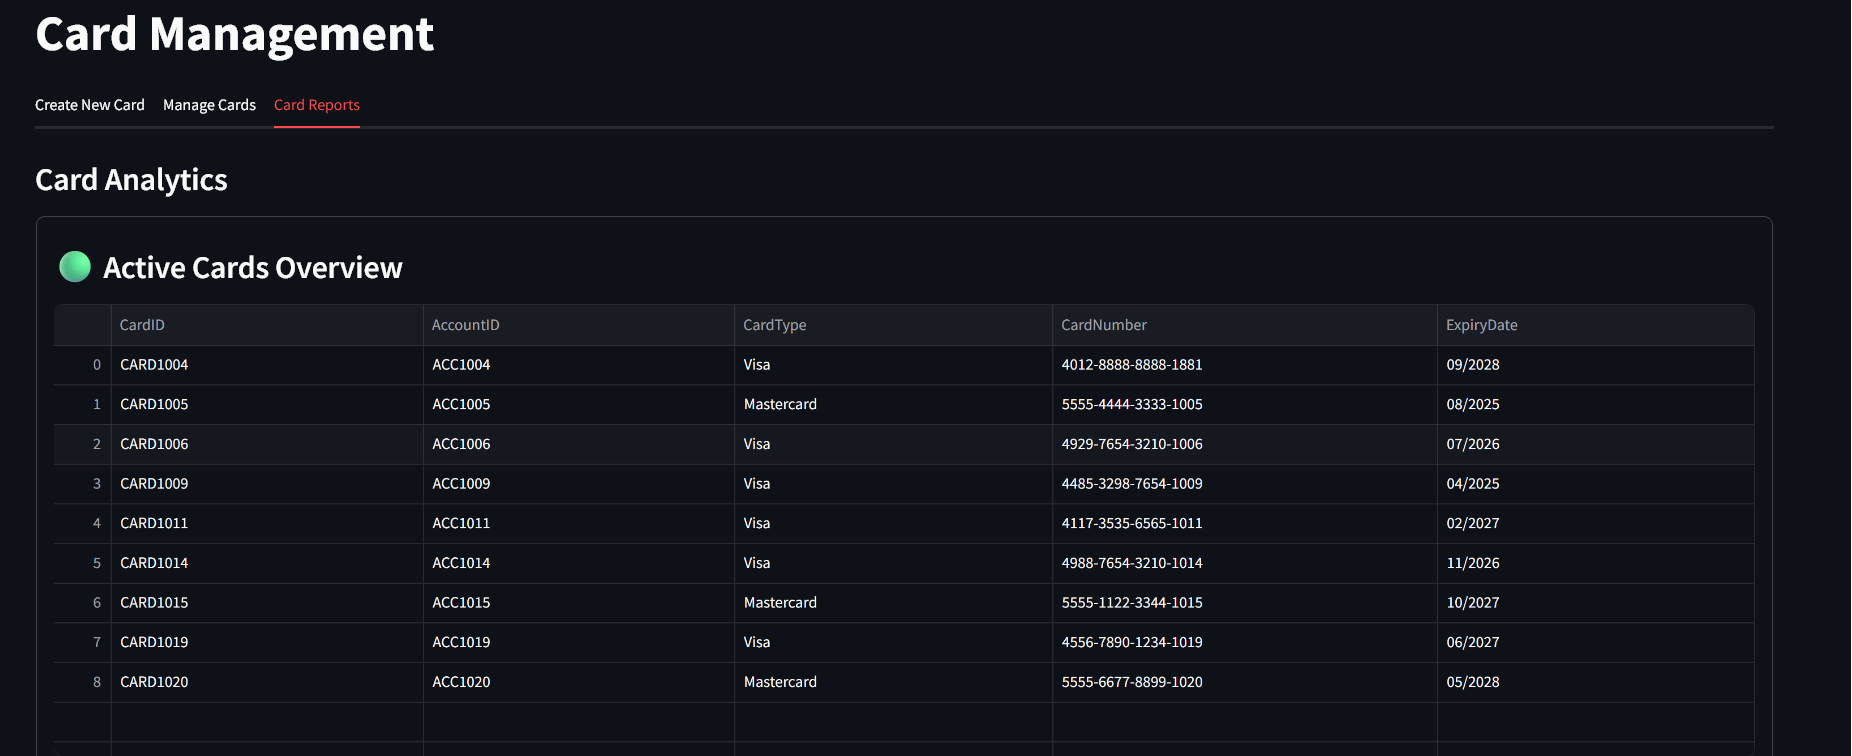 Card Management
Create New Card Manage Cards Card Reports
Card Analytics
Active Cards Overview
CardID AccountID CardType CardNumber ExpiryDate
0 CARD1004 ACC1004 Visa 4012-8888-8888-1881 09/2028
1 CARD1005 ACC1005 Mastercard 5555-4444-3333-1005 08/2025
2 CARD1006 ACC1006 Visa 4929-7654-3210-1006 07/2026
3 CARD1009 ACC1009 Visa 4485-3298-7654-1009 04/2025
4 CARD1011 ACC1011 Visa 4117-3535-6565-1011 02/2027
5 CARD1014 ACC1014 Visa 4988-7654-3210-1014 11/2026
6 CARD1015 ACC1015 Mastercard 5555-1122-3344-1015 10/2027
7 CARD1019 ACC1019 Visa 4556-7890-1234-1019 06/2027
8 CARD1020 ACC1020 Mastercard 5555-6677-8899-1020 05/2028